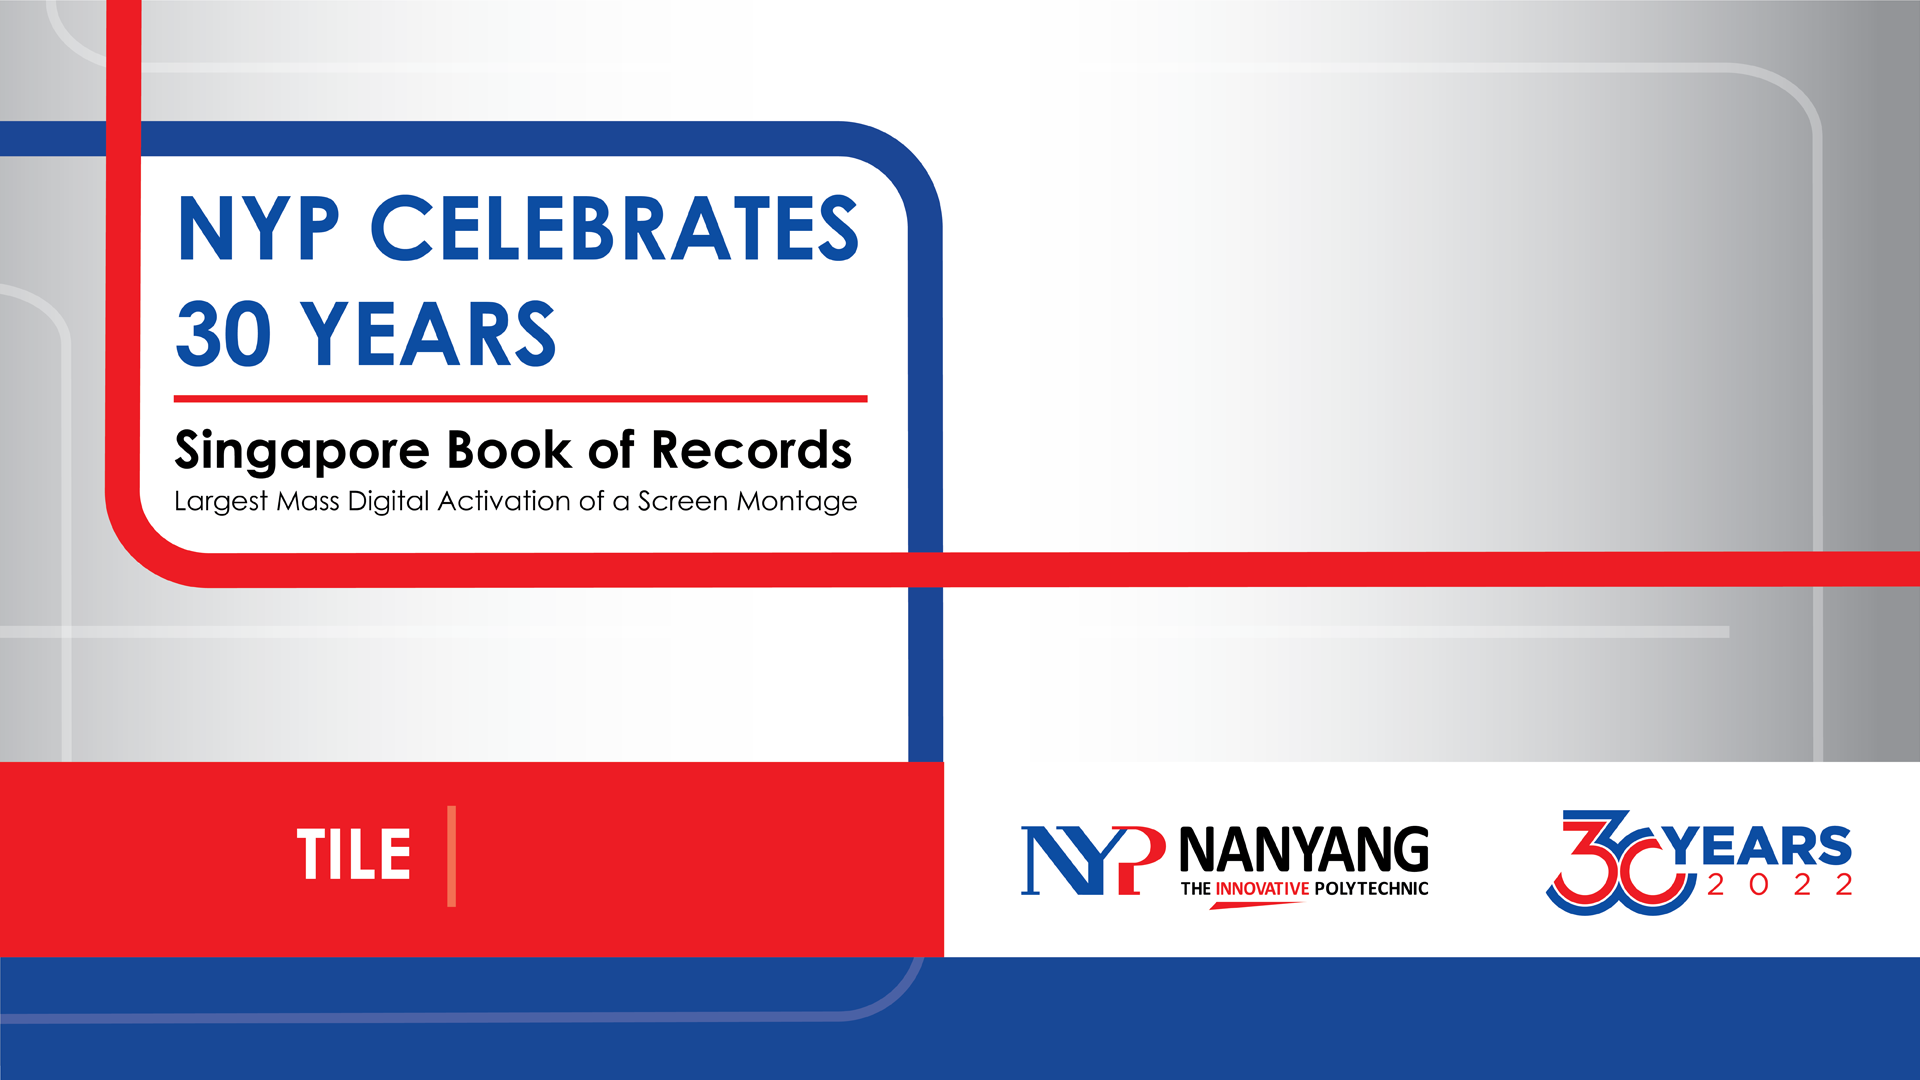 NYP CELEBRATES
30 YEARS
Singapore Book of Records
Largest Mass Digital Activation of a Screen Montage
TILE
NYP NANYANG
THE INNOVATIVE POLYTECHNIC
30 YEARS
2022